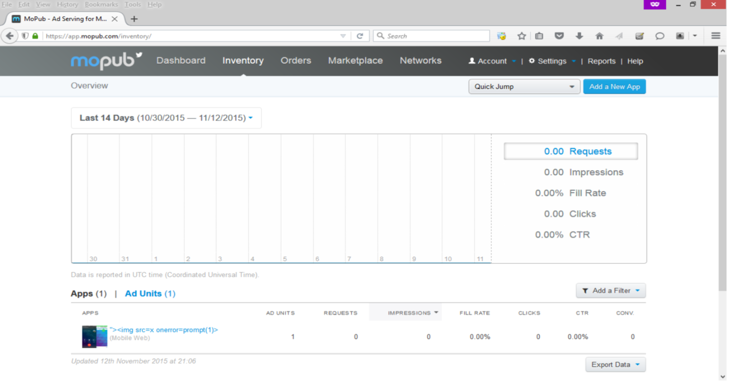 File Edit View History Bookmarks Tools Help
MoPub - Ad Serving for M...
https://app.mopub.com/inventory/
Search
mopub Dashboard Inventory Orders Marketplace Networks Account | Settings | Reports | Help
Overview Quick Jump Add a New App
Last 14 Days (10/30/2015 — 11/12/2015)
0.00 Requests
0.00 Impressions
0.00% Fill Rate
0.00 Clicks
0.00% CTR
30 31 1 2 3 4 5 6 7 8 9 10 11
Data is reported in UTC time (Coordinated Universal Time).
Apps (1) | Ad Units (1) Add a Filter
APPS AD UNITS REQUESTS IMPRESSIONS FILL RATE CLICKS CTR CONV.
"><img src=x onerror=prompt(1)>
(Mobile Web) 1 0 0 0.00% 0 0.00% 0
Updated 12th November 2015 at 21:06
Export Data